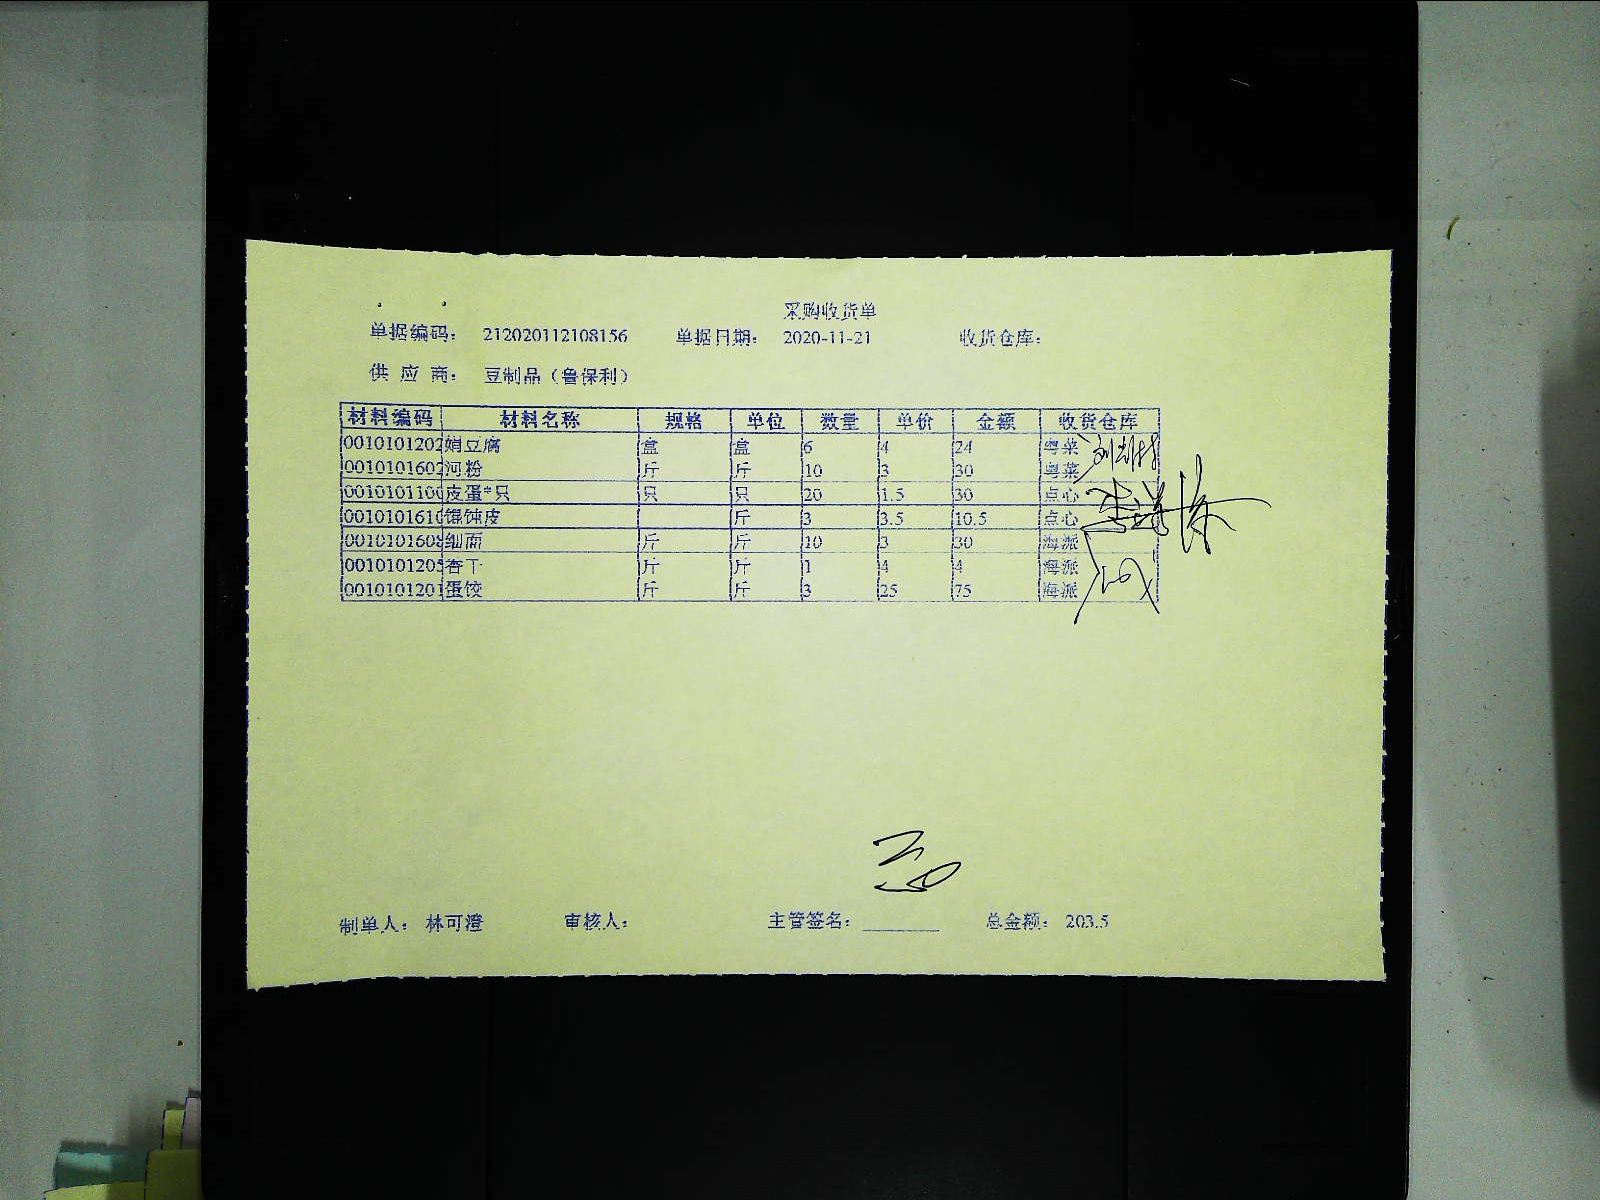 采购收货单
单据编码： 212020112108156 单据日期： 2020-11-21 收货仓库：
供 应 商： 豆制品（鲁保利）
材料编码 材料名称 规格 单位 数量 单价 金额 收货仓库
0010101202 娟豆腐 盒 盒 6 4 24 粤菜
0010101602 河粉 斤 斤 10 3 30 粤菜
0010101100 皮蛋*只 只 只 20 1.5 30 点心
0010101610 馄饨皮 斤 3 3.5 10.5 点心
0010101608 细面 斤 斤 10 3 30 海派
0010101205 香干 斤 斤 1 4 4 海派
0010101201 蛋饺 斤 斤 3 25 75 海派
制单人： 林可澄 审核人： 主管签名： 总金额： 203.5